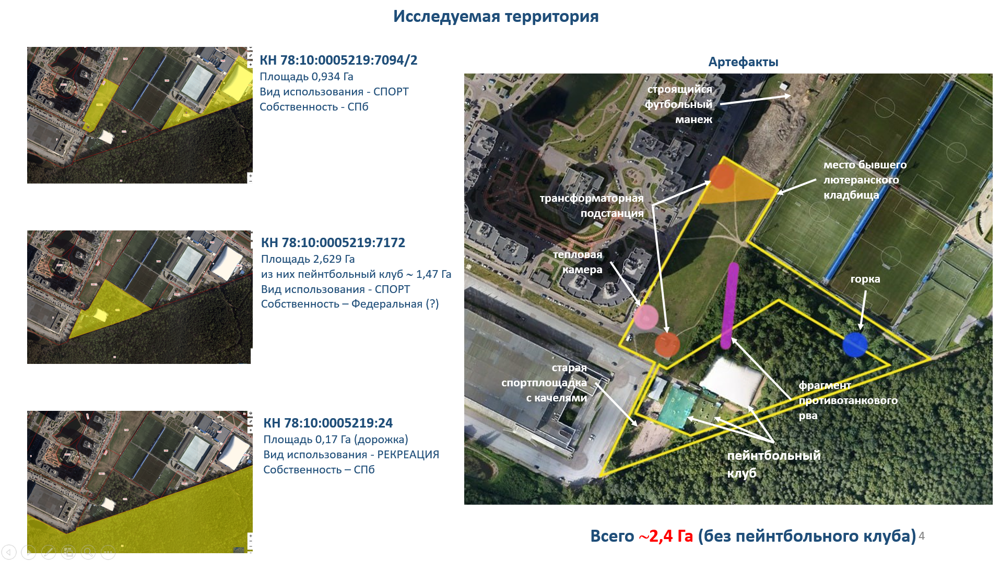 Исследуемая территория
КН 78:10:0005219:7094/2
Площадь 0,934 Га
Вид использования - СПОРТ
Собственность - СПб
КН 78:10:0005219:7172
Площадь 2,629 Га
из них пейнтбольный клуб ~ 1,47 Га
Вид использования - СПОРТ
Собственность – Федеральная (?)
КН 78:10:0005219:24
Площадь 0,17 Га (дорожка)
Вид использования - РЕКРЕАЦИЯ
Собственность – СПб
Артефакты
строящийся
футбольный
манеж
место бывшего
лютеранского
кладбища
Yandex
трансформаторная
подстанция
тепловая
камера
горка
старая
спортплощадка
с качелями
фрагмент
противотанкового
рва
пейнтбольный
клуб
Всего ~2,4 Га (без пейнтбольного клуба)
4